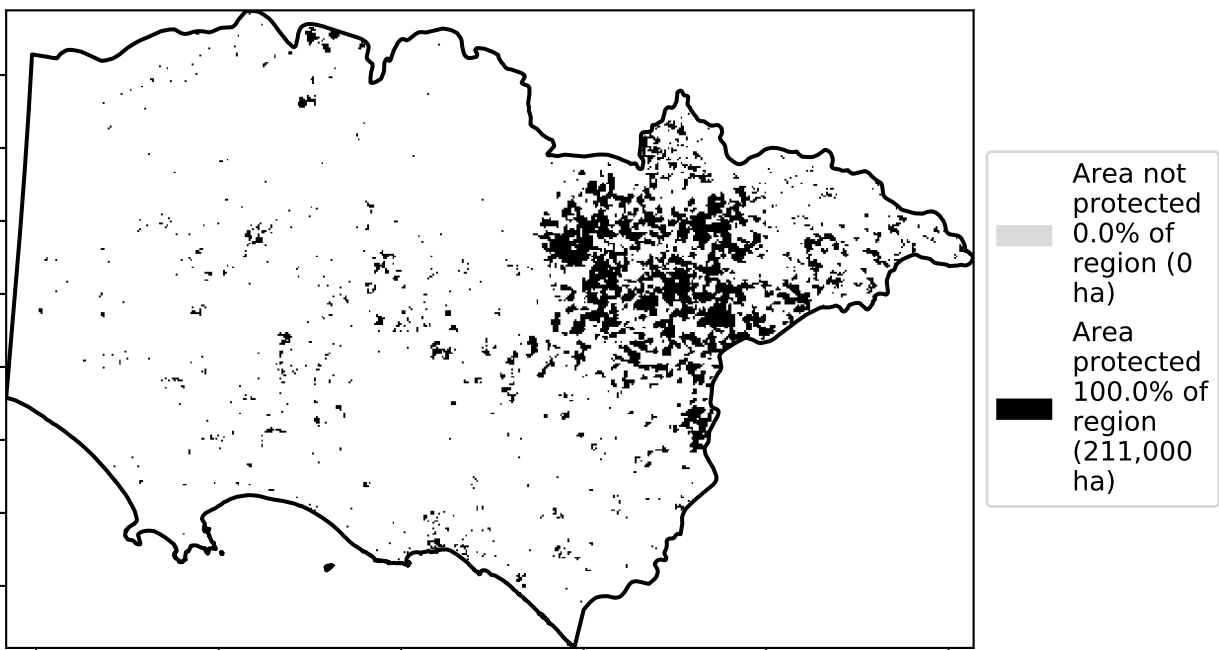 Area not
protected
0.0% of
region (0
ha)
Area
protected
100.0% of
region
(211,000
ha)